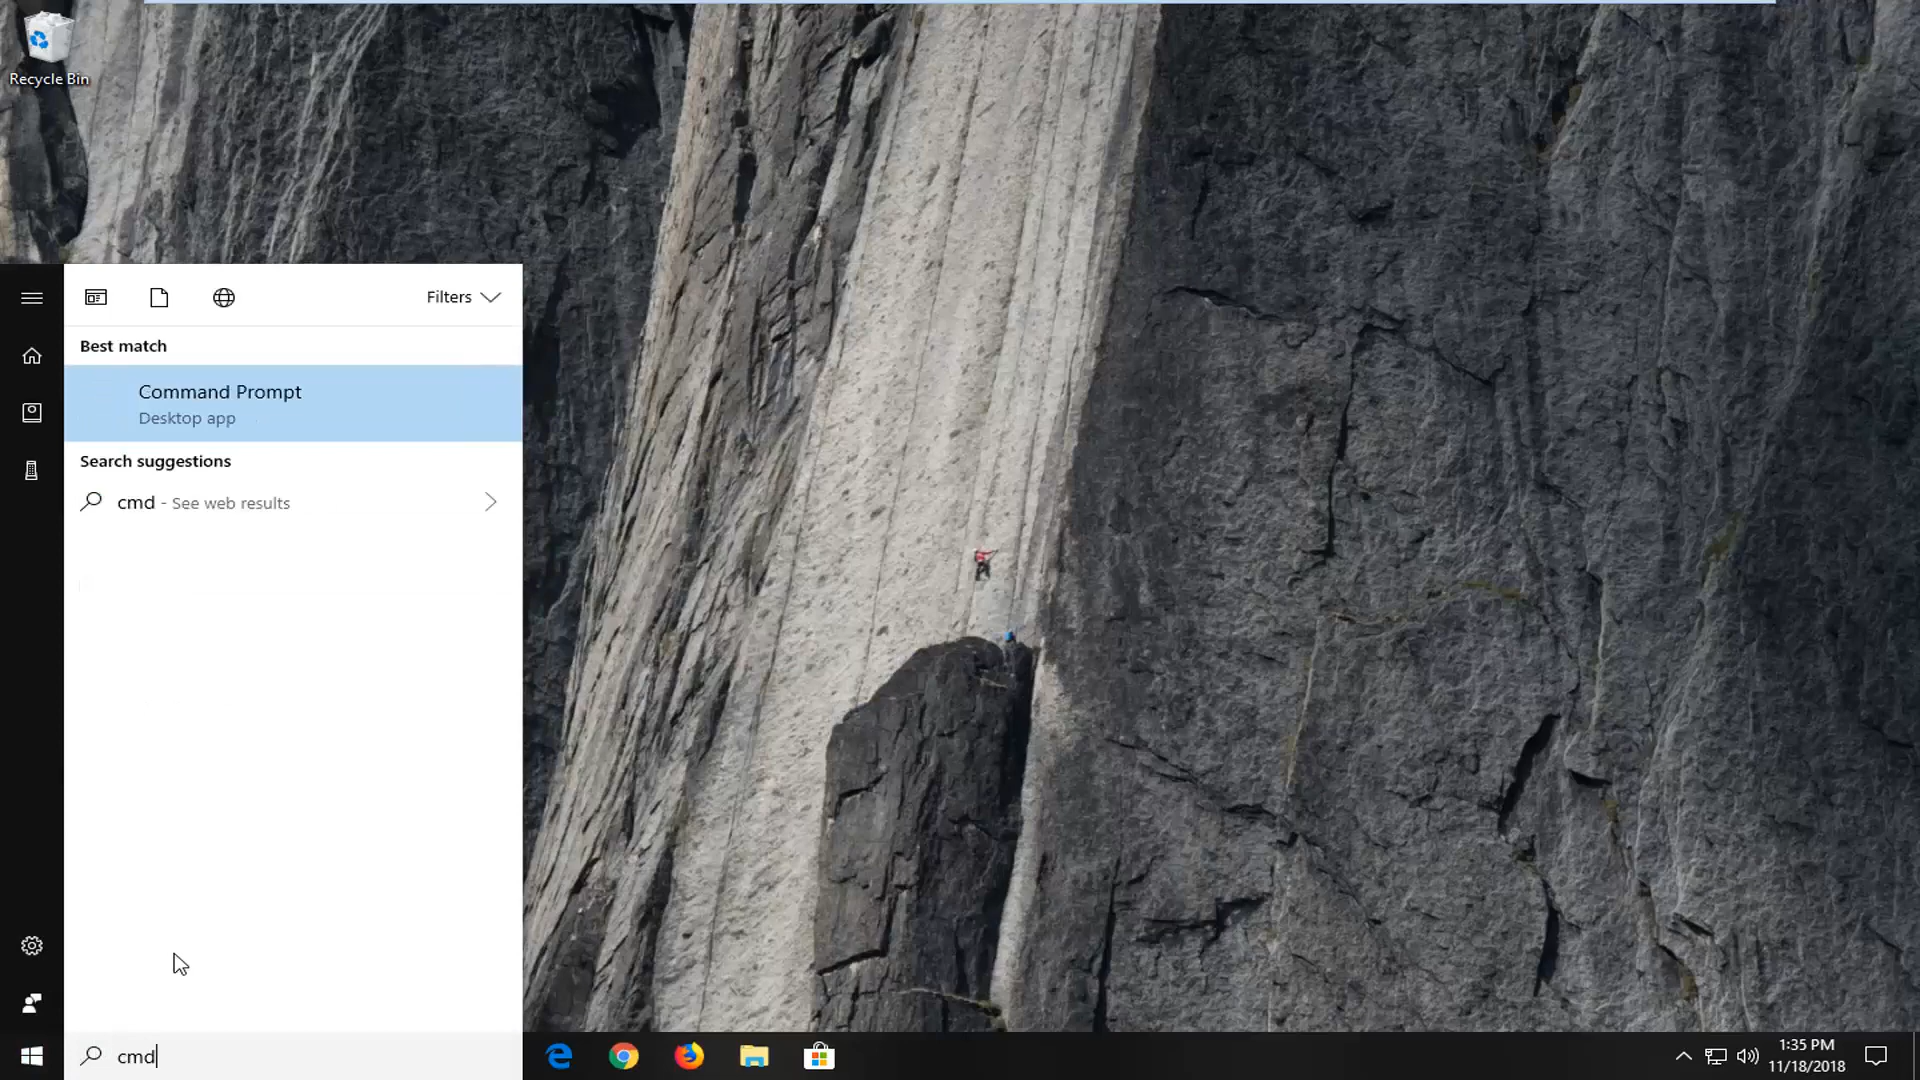 Recycle Bin
Filters
Best match
Command Prompt
Desktop app
Search suggestions
cmd - See web results
cmd
1:35 PM
11/18/2018